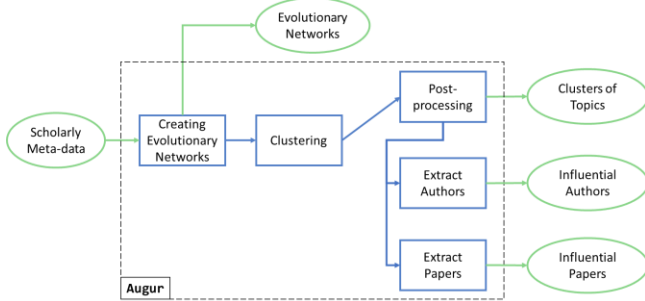 Evolutionary
Networks
Scholarly
Meta-data
Creating
Evolutionary
Networks
Clustering
Post-
processing
Clusters of
Topics
Extract
Authors
Influential
Authors
Extract
Papers
Influential
Papers
Augur